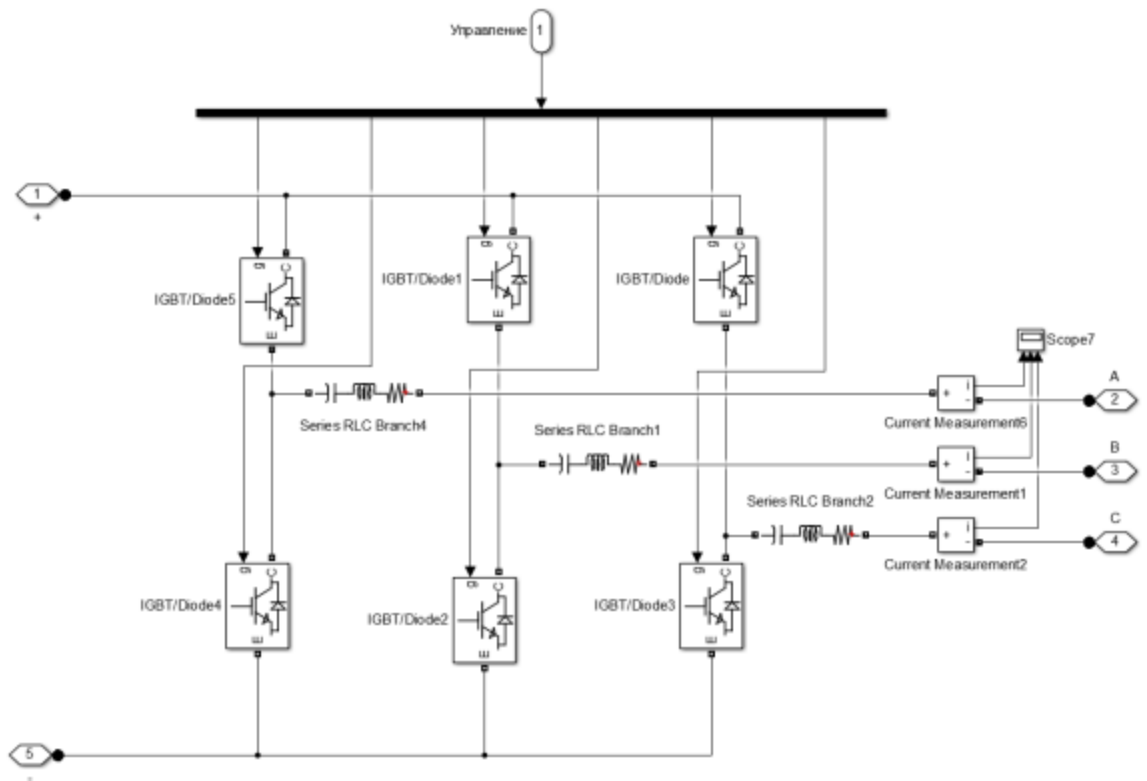 Управление 1
1
+
g C
IGBT/Diode5
E
g C
IGBT/Diode1
E
g C
IGBT/Diode
E
Scope7
Series RLC Branch4
+ i -
Current Measurement6
A
2
Series RLC Branch1
+ i -
Current Measurement1
B
3
Series RLC Branch2
+ i -
Current Measurement2
C
4
g C
IGBT/Diode4
E
g C
IGBT/Diode2
E
g C
IGBT/Diode3
E
5
-